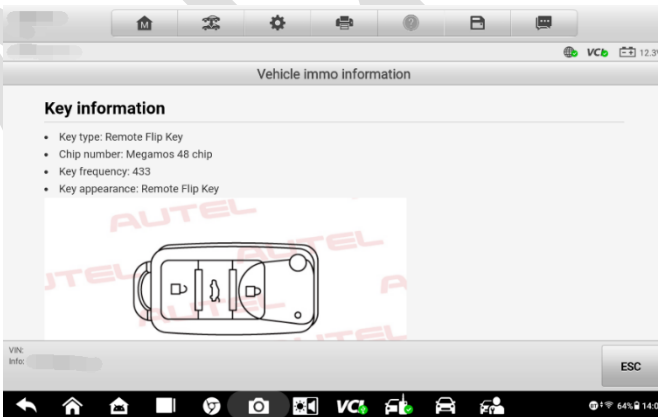 M
?
VCI 12.3V
Vehicle immo information
Key information
• Key type: Remote Flip Key
• Chip number: Megamos 48 chip
• Key frequency: 433
• Key appearance: Remote Flip Key
AUTEL
AUTEL
AUTEL
AUTEL
VIN:
Info:
ESC
VCI
64% 14:0